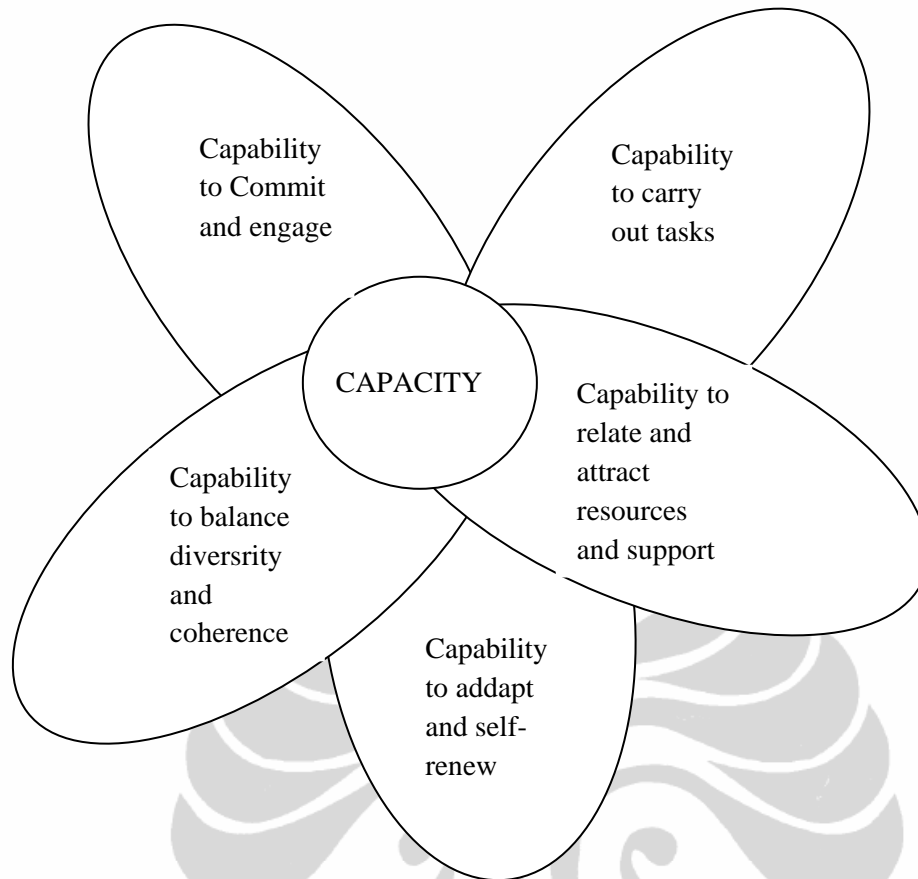 Capability
to Commit
and engage
Capability
to carry
out tasks
CAPACITY
Capability to
relate and
attract
resources
and support
Capability
to balance
diversrity
and
coherence
Capability
to addapt
and self-
renew